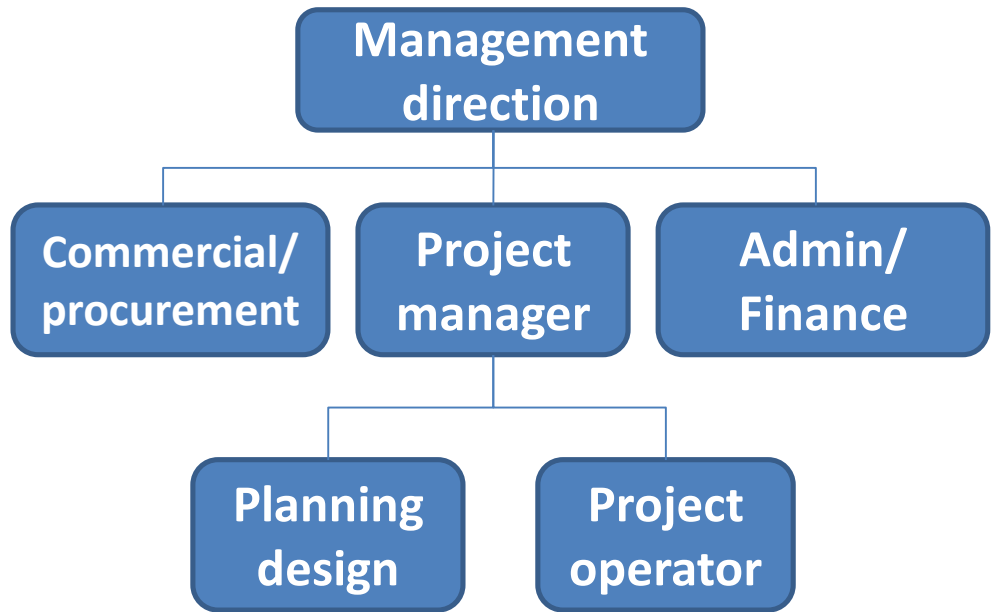 Management
direction
Commercial/
procurement
Project
manager
Admin/
Finance
Planning
design
Project
operator